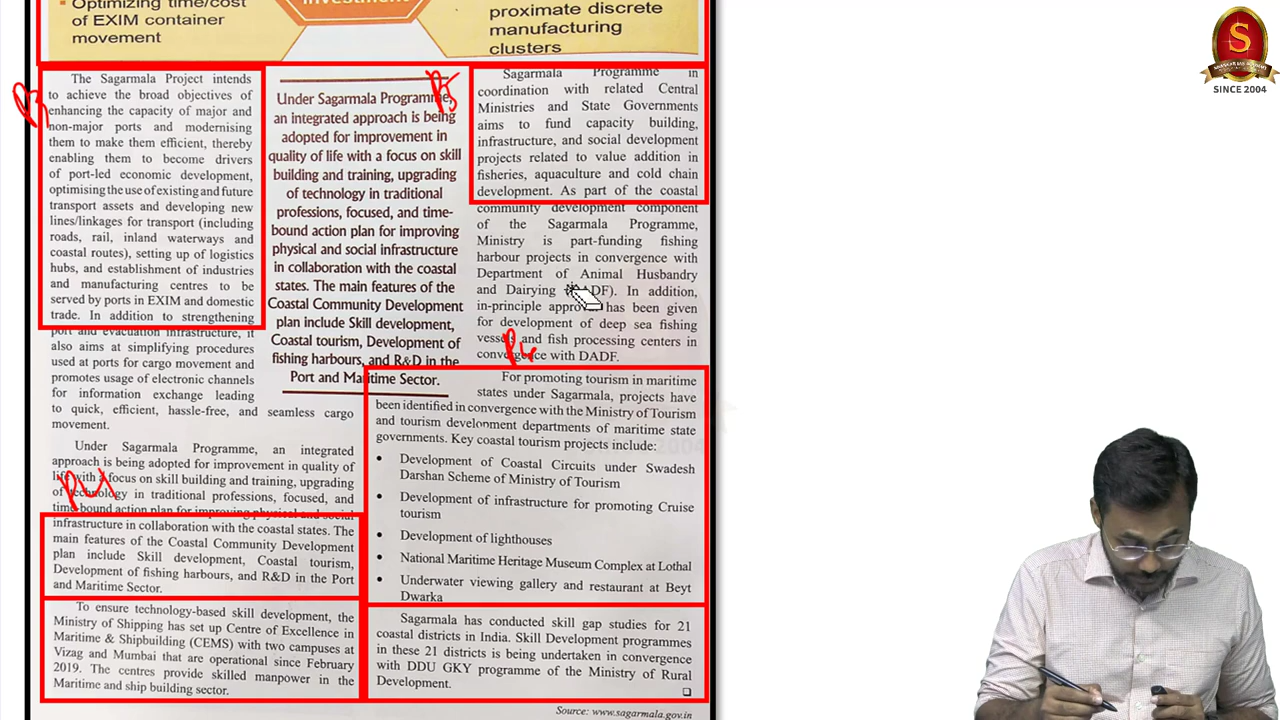 Optimizing time/cost
of EXIM container
movement
investment
proximate discrete
manufacturing
clusters
S
SINCE 2004
P3
The Sagarmala Project intends
to achieve the broad objectives of
enhancing the capacity of major and
non-major ports and modernising
them to make them efficient, thereby
enabling them to become drivers
of port-led economic development,
optimising the use of existing and future
transport assets and developing new
lines/linkages for transport (including
roads, rail, inland waterways and
coastal routes), setting up of logistics
hubs, and establishment of industries
and manufacturing centres to be
served by ports in EXIM and domestic
trade. In addition to strengthening
port and evacuation infrastructure, it
also aims at simplifying procedures
used at ports for cargo movement and
promotes usage of electronic channels
for information exchange leading
to quick, efficient, hassle-free, and seamless cargo
movement.
Under Sagarmala Programme, an integrated
approach is being adopted for improvement in quality of
life with a focus on skill building and training, upgrading
of technology in traditional professions, focused, and
time-bound action plan for improving physical and social
infrastructure in collaboration with the coastal states. The
main features of the Coastal Community Development
plan include Skill development, Coastal tourism,
Development of fishing harbours, and R&D in the Port
and Maritime Sector.
P4
To ensure technology-based skill development, the
Ministry of Shipping has set up Centre of Excellence in
Maritime & Shipbuilding (CEMS) with two campuses at
Vizag and Mumbai that are operational since February
2019. The centres provide skilled manpower in the
Maritime and ship building sector.
Under Sagarmala Programme,
an integrated approach is being
adopted for improvement in
quality of life with a focus on skill
building and training, upgrading
of technology in traditional
professions, focused, and time-
bound action plan for improving
physical and social infrastructure
in collaboration with the coastal
states. The main features of the
Coastal Community Development
plan include Skill development,
Coastal tourism, Development of
fishing harbours, and R&D in the
Port and Maritime Sector.
P5
Sagarmala Programme in
coordination with related Central
Ministries and State Governments
aims to fund capacity building,
infrastructure, and social development
projects related to value addition in
fisheries, aquaculture and cold chain
development. As part of the coastal
community development component
of the Sagarmala Programme,
Ministry is part-funding fishing
harbour projects in convergence with
Department of Animal Husbandry
and Dairying In addition,
in-principle approval has been given
for development of deep sea fishing
vessels and fish processing centers in
convergence with DADF.
For promoting tourism in maritime
states under Sagarmala, projects have
been identified in convergence with the Ministry of Tourism
and tourism development departments of maritime state
governments. Key coastal tourism projects include:
• Development of Coastal Circuits under Swadesh
Darshan Scheme of Ministry of Tourism
• Development of infrastructure for promoting Cruise
tourism
• Development of lighthouses
• National Maritime Heritage Museum Complex at Lothal
• Underwater viewing gallery and restaurant at Beyt
Dwarka
Sagarmala has conducted skill gap studies for 21
coastal districts in India. Skill Development programmes
in these 21 districts is being undertaken in convergence
with DDU GKY programme of the Ministry of Rural
Development.
Source: www.sagarmala.gov.in